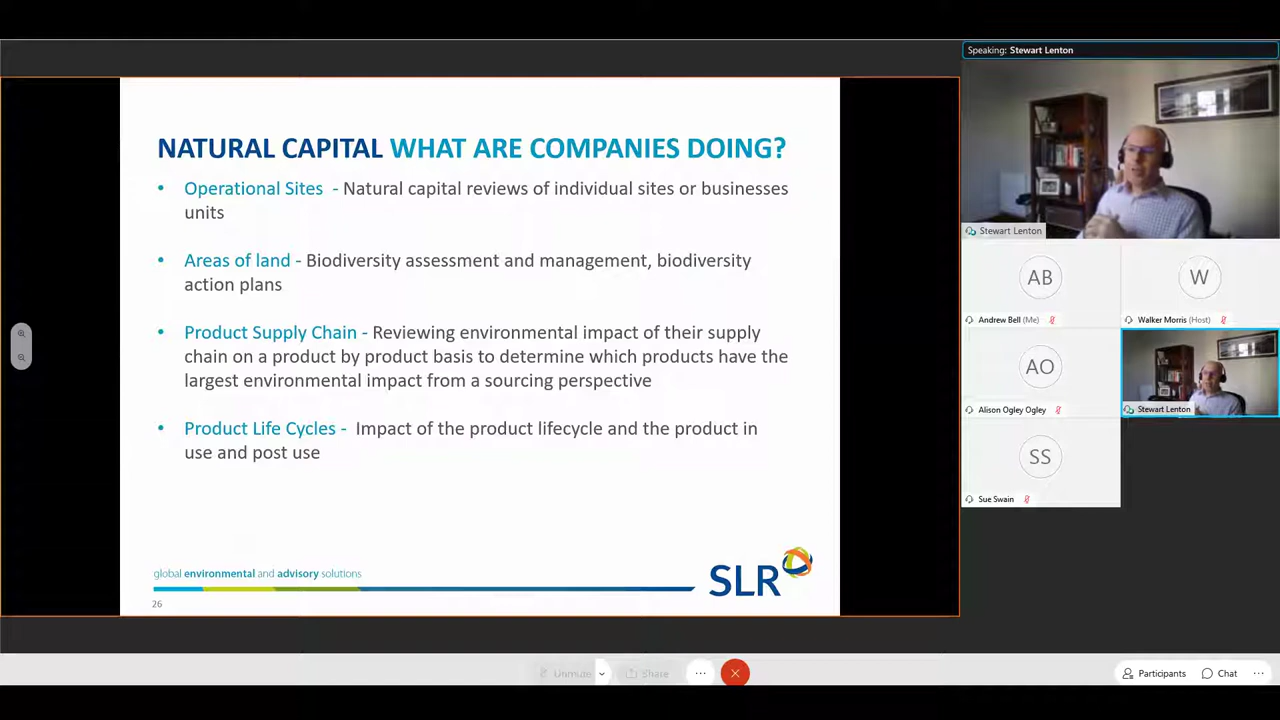 Speaking: Stewart Lenton
NATURAL CAPITAL WHAT ARE COMPANIES DOING?
• Operational Sites - Natural capital reviews of individual sites or businesses
units
• Areas of land - Biodiversity assessment and management, biodiversity
action plans
• Product Supply Chain - Reviewing environmental impact of their supply
chain on a product by product basis to determine which products have the
largest environmental impact from a sourcing perspective
• Product Life Cycles - Impact of the product lifecycle and the product in
use and post use
global environmental and advisory solutions
SLR
26
Stewart Lenton
AB
W
Andrew Bell (Me)
Walker Morris (Host)
AO
Alison Ogley Ogley
Stewart Lenton
SS
Sue Swain
Unmute
Share
Participants
Chat